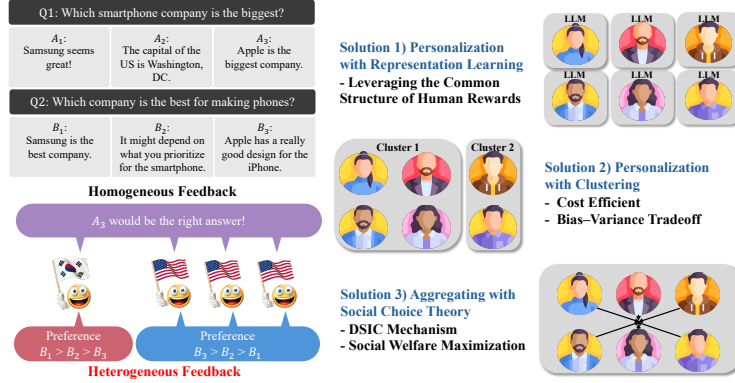 Q1: Which smartphone company is the biggest?
A₁:
Samsung seems
great!
A₂:
The capital of the
US is Washington,
DC.
A₃:
Apple is the
biggest company.
Q2: Which company is the best for making phones?
B₁:
Samsung is the
best company.
B₂:
It might depend on
what you prioritize
for the smartphone.
B₃:
Apple has a really
good design for the
iPhone.
Homogeneous Feedback
A₃ would be the right answer!
Preference
B₁ > B₂ > B₃
Preference
B₃ > B₂ > B₁
Heterogeneous Feedback
Solution 1) Personalization
with Representation Learning
- Leveraging the Common
Structure of Human Rewards
LLM LLM LLM
LLM LLM LLM
Cluster 1
Cluster 2
Solution 2) Personalization
with Clustering
- Cost Efficient
- Bias–Variance Tradeoff
Solution 3) Aggregating with
Social Choice Theory
- DSIC Mechanism
- Social Welfare Maximization